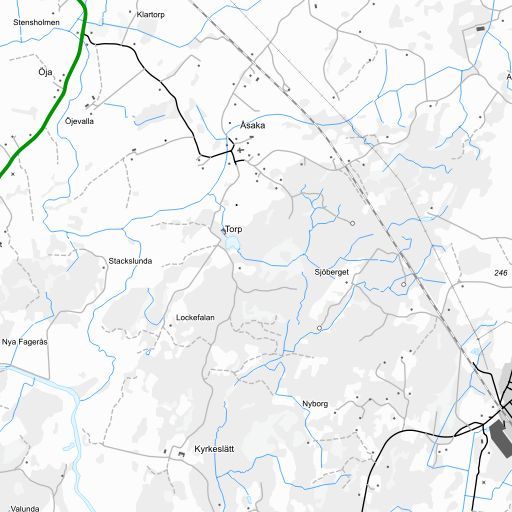 Klartorp
Stensholmen
Öja
Öjevalla
Åsaka
Torp
Stackslunda
Sjöberget
246
Lockefalan
Nya Fagerås
Nyborg
Kyrkeslätt
Valunda